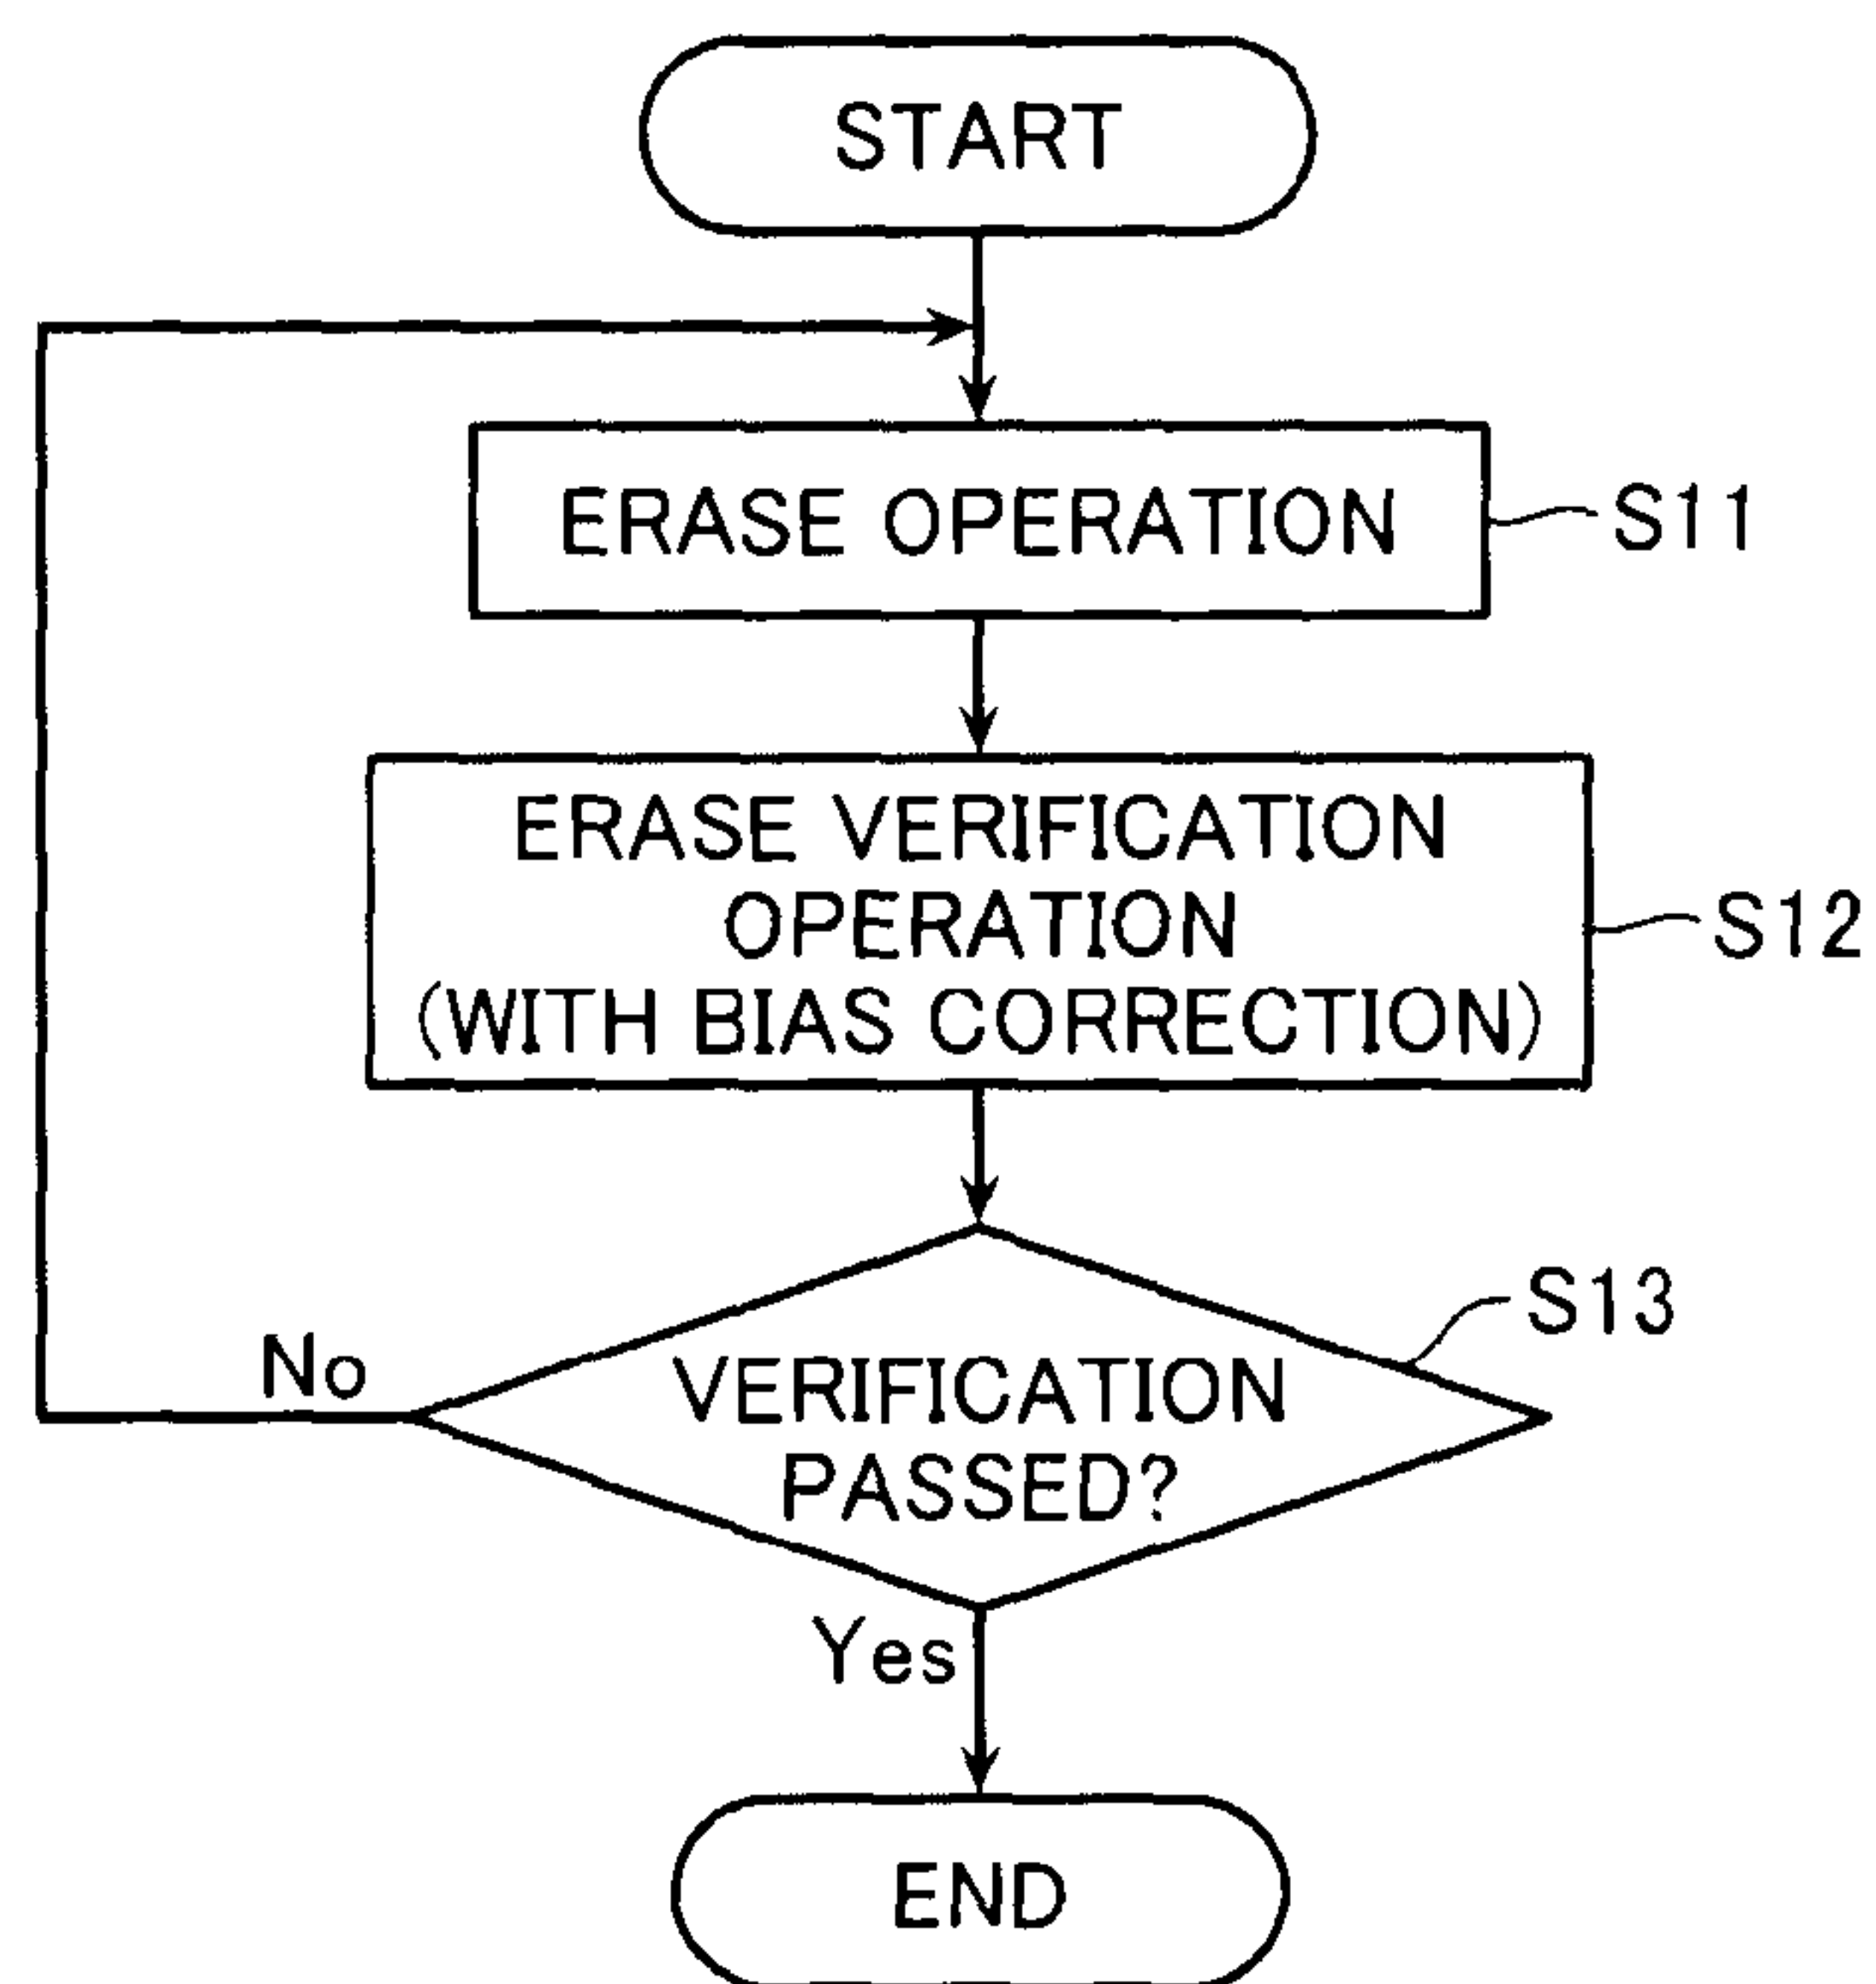 START
ERASE OPERATION
S11
ERASE VERIFICATION
OPERATION
(WITH BIAS CORRECTION)
S12
S13
VERIFICATION
PASSED?
No
Yes
END